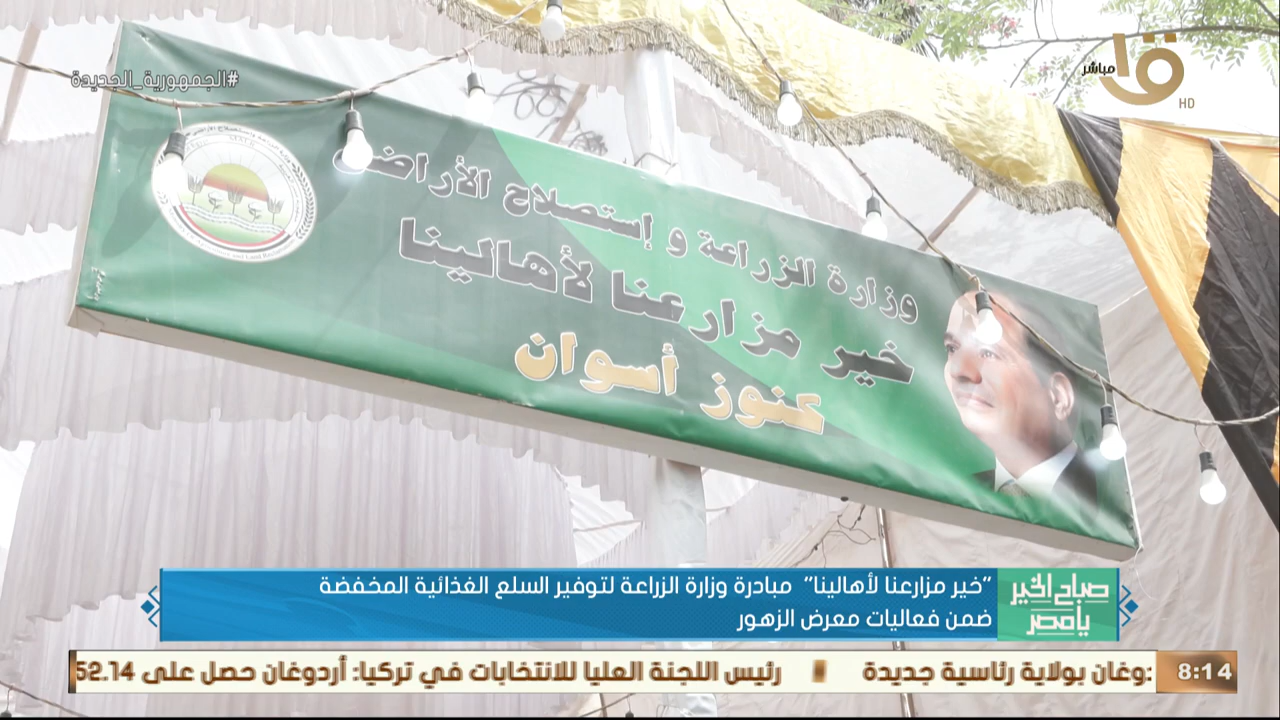 #الجمهورية_الجديدة
مباشر
HD
وزارة الزراعة و إستصلاح الأراضـ
خير مزارعنا لأهالينا
كنوز أسوان
صباح الخير يا مصر
"خير مزارعنا لأهالينا" مبادرة وزارة الزراعة لتوفير السلع الغذائية المخفضة
ضمن فعاليات معرض الزهور
8:14
وغان بولاية رئاسية جديدة
رئيس اللجنة العليا للانتخابات في تركيا: أردوغان حصل على 52.14